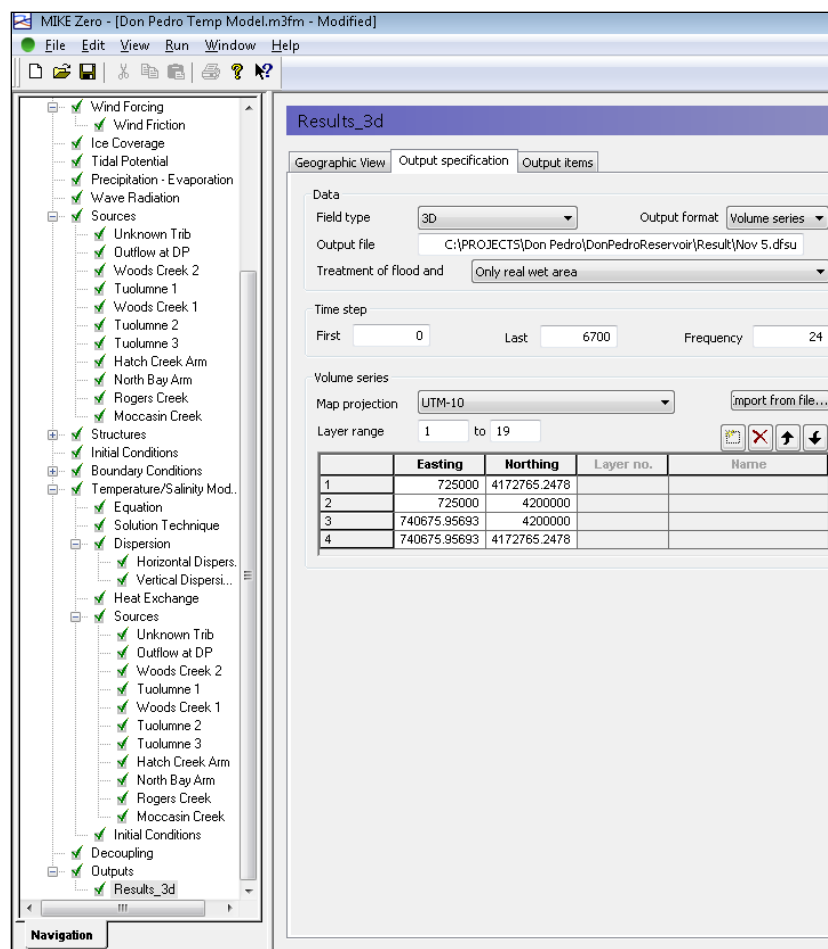 MIKE Zero - [Don Pedro Temp Model.m3fm - Modified]
File Edit View Run Window Help
Wind Forcing
Wind Friction
Ice Coverage
Tidal Potential
Precipitation - Evaporation
Wave Radiation
Sources
Unknown Trib
Outflow at DP
Woods Creek 2
Tuolumne 1
Woods Creek 1
Tuolumne 2
Tuolumne 3
Hatch Creek Arm
North Bay Arm
Rogers Creek
Moccasin Creek
Structures
Initial Conditions
Boundary Conditions
Temperature/Salinity Mod...
Equation
Solution Technique
Dispersion
Horizontal Dispers.
Vertical Dispersi...
Heat Exchange
Sources
Unknown Trib
Outflow at DP
Woods Creek 2
Tuolumne 1
Woods Creek 1
Tuolumne 2
Tuolumne 3
Hatch Creek Arm
North Bay Arm
Rogers Creek
Moccasin Creek
Initial Conditions
Decoupling
Outputs
Results_3d
Navigation
Results_3d
Geographic View Output specification Output items
Data
Field type 3D Output format Volume series
Output file C:\PROJECTS\Don Pedro\DonPedroReservoir\Result\Nov 5.dfsu
Treatment of flood and Only real wet area
Time step
First 0 Last 6700 Frequency 24
Volume series
Map projection UTM-10 Import from file...
Layer range 1 to 19
Easting Northing Layer no. Name
1 725000 4172765.2478
2 725000 4200000
3 740675.95693 4200000
4 740675.95693 4172765.2478